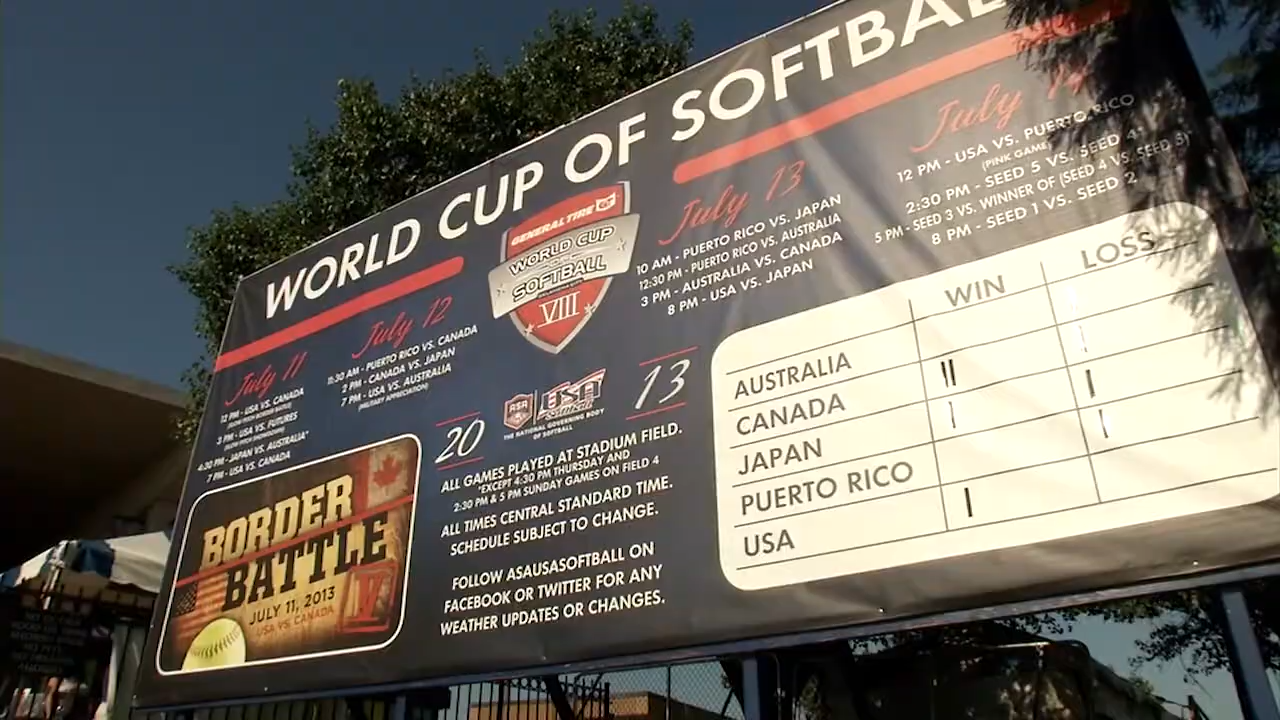 WORLD CUP OF SOFTBAL
July 11
12 PM - USA VS. CANADA
(SLOW PITCH BORDER BATTLE)
3 PM - USA VS. FUTURES
(SLOW PITCH SHOWDOWN)
4:30 PM - JAPAN VS. AUSTRALIA*
7 PM - USA VS. CANADA
July 12
11:30 AM - PUERTO RICO VS. CANADA
2 PM - CANADA VS. JAPAN
7 PM - USA VS. AUSTRALIA
(MILITARY APPRECIATION)
GENERAL TIRE
WORLD CUP
SOFTBALL
VIII
July 13
10 AM - PUERTO RICO VS. JAPAN
12:30 PM - PUERTO RICO VS. AUSTRALIA
3 PM - AUSTRALIA VS. CANADA
8 PM - USA VS. JAPAN
July 14
12 PM - USA VS. PUERTO RICO
(PINK GAME)
2:30 PM - SEED 5 VS. SEED 4*
5 PM - SEED 3 VS. WINNER OF (SEED 4 VS. SEED 5)
8 PM - SEED 1 VS. SEED 2
20
ASA
USA
Softball
THE NATIONAL GOVERNING BODY
OF SOFTBALL
13
ALL GAMES PLAYED AT STADIUM FIELD.
*EXCEPT 4:30 PM THURSDAY AND
2:30 PM & 5 PM SUNDAY GAMES ON FIELD 4
ALL TIMES CENTRAL STANDARD TIME.
SCHEDULE SUBJECT TO CHANGE.
FOLLOW ASAUSASOFTBALL ON
FACEBOOK OR TWITTER FOR ANY
WEATHER UPDATES OR CHANGES.
BORDER
BATTLE
V
JULY 11, 2013
USA VS. CANADA
WIN LOSS
AUSTRALIA
CANADA
JAPAN
PUERTO RICO
USA